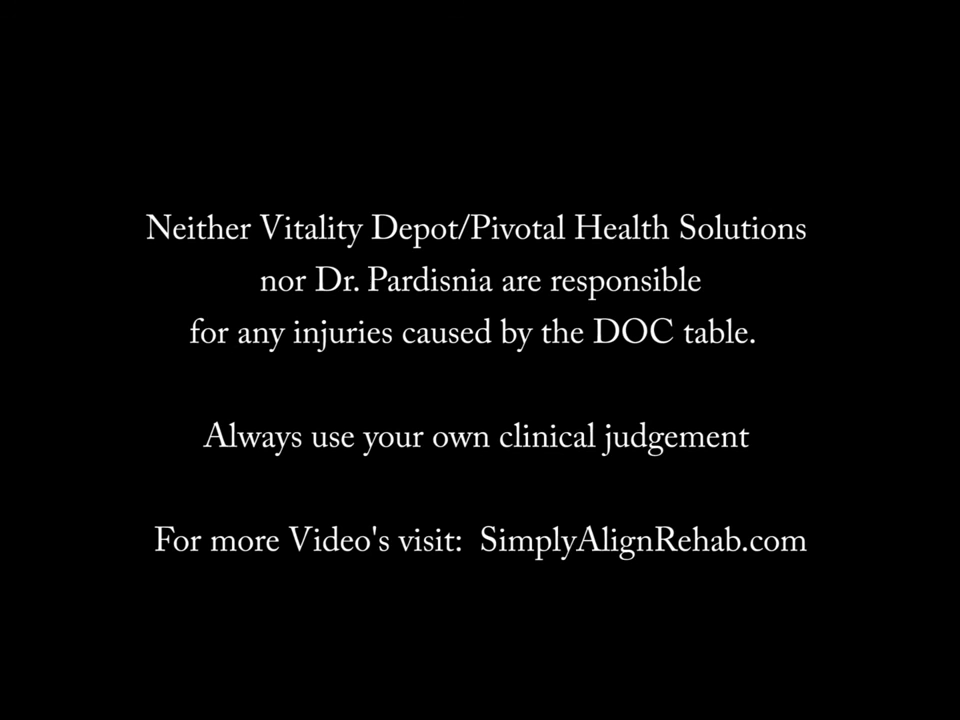 Neither Vitality Depot/Pivotal Health Solutions
nor Dr. Pardisnia are responsible
for any injuries caused by the DOC table.
Always use your own clinical judgement
For more Video's visit:  SimplyAlignRehab.com